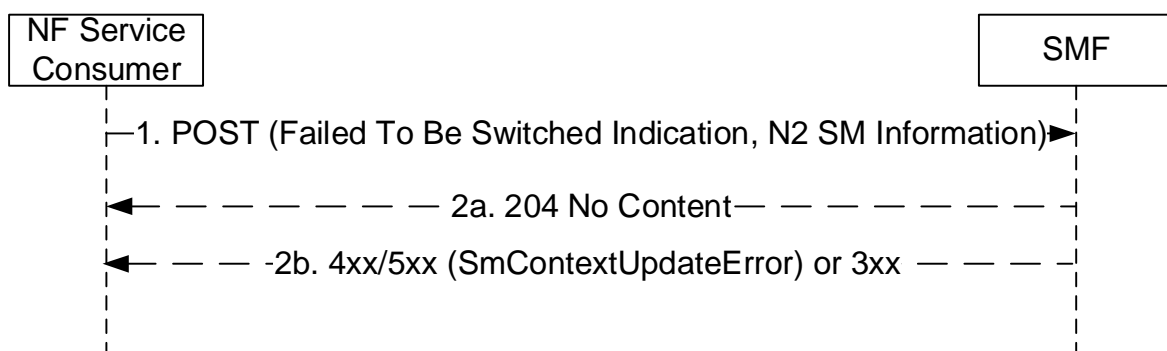 NF Service
Consumer
SMF
1. POST (Failed To Be Switched Indication, N2 SM Information)
2a. 204 No Content
2b. 4xx/5xx (SmContextUpdateError) or 3xx